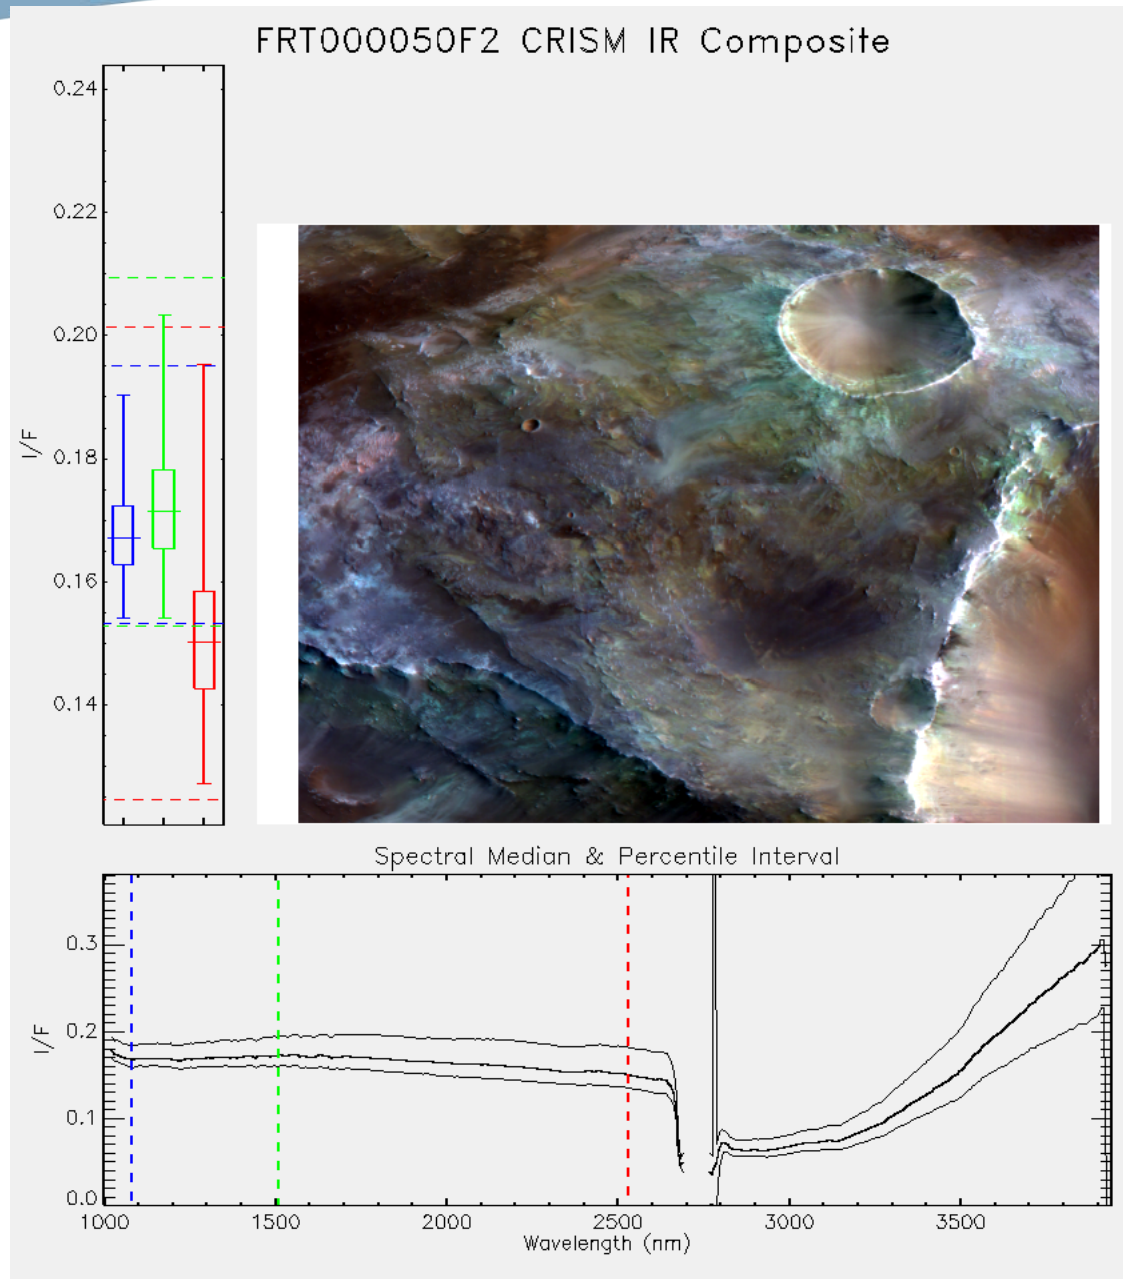 FRT000050F2 CRISM IR Composite
0.24
0.22
0.20
0.18
0.16
0.14
I/F
Spectral Median & Percentile Interval
0.3
0.2
0.1
0.0
I/F
1000 1500 2000 2500 3000 3500
Wavelength (nm)